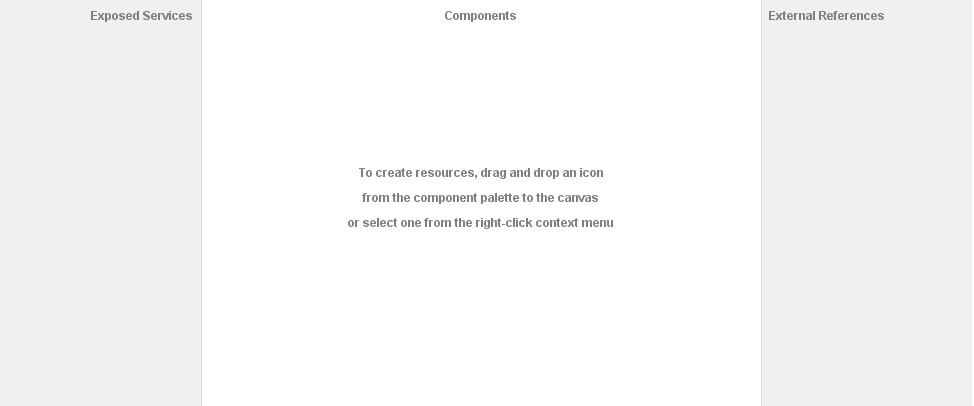 Exposed Services
Components
External References
To create resources, drag and drop an icon
from the component palette to the canvas
or select one from the right-click context menu